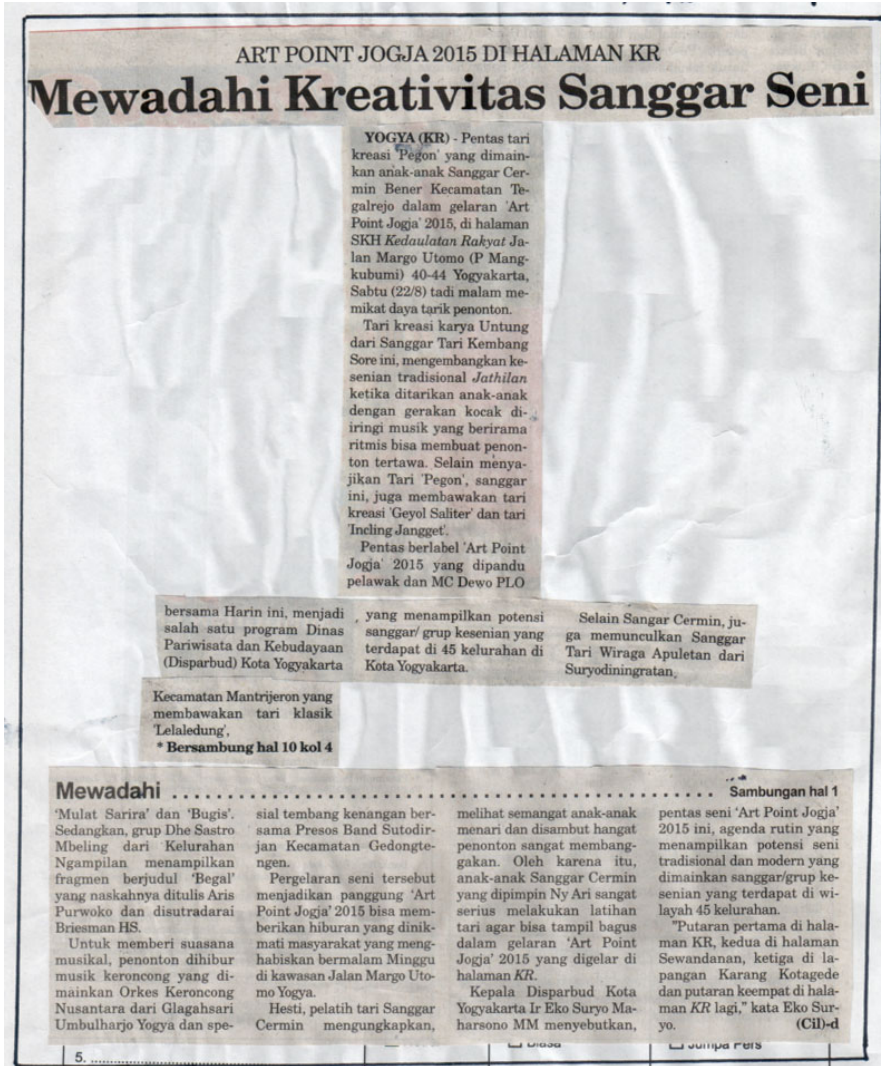 ART POINT JOGJA 2015 DI HALAMAN KR
Mewadahi Kreativitas Sanggar Seni
YOGYA (KR) - Pentas tari
kreasi 'Pegon' yang dimain-
kan anak-anak Sanggar Cer-
min Bener Kecamatan Te-
galrejo dalam gelaran 'Art
Point Jogja' 2015, di halaman
SKH Kedaulatan Rakyat Ja-
lan Margo Utomo (P Mang-
kubumi) 40-44 Yogyakarta,
Sabtu (22/8) tadi malam me-
mikat daya tarik penonton.
Tari kreasi karya Untung
dari Sanggar Tari Kembang
Sore ini, mengembangkan ke-
senian tradisional Jathilan
ketika ditarikan anak-anak
dengan gerakan kocak di-
iringi musik yang berirama
ritmis bisa membuat penon-
ton tertawa. Selain menya-
jikan Tari 'Pegon', sanggar
ini, juga membawakan tari
kreasi 'Geyol Saliter' dan tari
'Incling Jangget'.
Pentas berlabel 'Art Point
Jogja' 2015 yang dipandu
pelawak dan MC Dewo PLO
bersama Harin ini, menjadi
salah satu program Dinas
Pariwisata dan Kebudayaan
(Disparbud) Kota Yogyakarta
yang menampilkan potensi
sanggar/ grup kesenian yang
terdapat di 45 kelurahan di
Kota Yogyakarta.
Selain Sangar Cermin, ju-
ga memunculkan Sanggar
Tari Wiraga Apuletan dari
Suryodiningratan,
Kecamatan Mantrijeron yang
membawakan tari klasik
'Lelaledung',
* Bersambung hal 10 kol 4
Mewadahi
Sambungan hal 1
'Mulat Sarira' dan 'Bugis'.
Sedangkan, grup Dhe Sastro
Mbeling dari Kelurahan
Ngampilan menampilkan
fragmen berjudul 'Begal'
yang naskahnya ditulis Aris
Purwoko dan disutradarai
Briesman HS.
Untuk memberi suasana
musikal, penonton dihibur
musik keroncong yang di-
mainkan Orkes Keroncong
Nusantara dari Glagahsari
Umbulharjo Yogya dan spe-
sial tembang kenangan ber-
sama Presos Band Sutodir-
jan Kecamatan Gedongte-
ngen.
Pergelaran seni tersebut
menjadikan panggung 'Art
Point Jogja' 2015 bisa mem-
berikan hiburan yang dinik-
mati masyarakat yang meng-
habiskan bermalam Minggu
di kawasan Jalan Margo Uto-
mo Yogya.
Hesti, pelatih tari Sanggar
Cermin mengungkapkan,
melihat semangat anak-anak
menari dan disambut hangat
penonton sangat membang-
gakan. Oleh karena itu,
anak-anak Sanggar Cermin
yang dipimpin Ny Ari sangat
serius melakukan latihan
tari agar bisa tampil bagus
dalam gelaran 'Art Point
Jogja' 2015 yang digelar di
halaman KR.
Kepala Disparbud Kota
Yogyakarta Ir Eko Suryo Ma-
harsono MM menyebutkan,
pentas seni 'Art Point Jogja'
2015 ini, agenda rutin yang
menampilkan potensi seni
tradisional dan modern yang
dimainkan sanggar/grup ke-
senian yang terdapat di wi-
layah 45 kelurahan.
"Putaran pertama di hala-
man KR, kedua di halaman
Sewandanan, ketiga di la-
pangan Karang Kotagede
dan putaran keempat di hala-
man KR lagi," kata Eko Sur-
yo. (Cil)-d
5.
Jumpa Pers